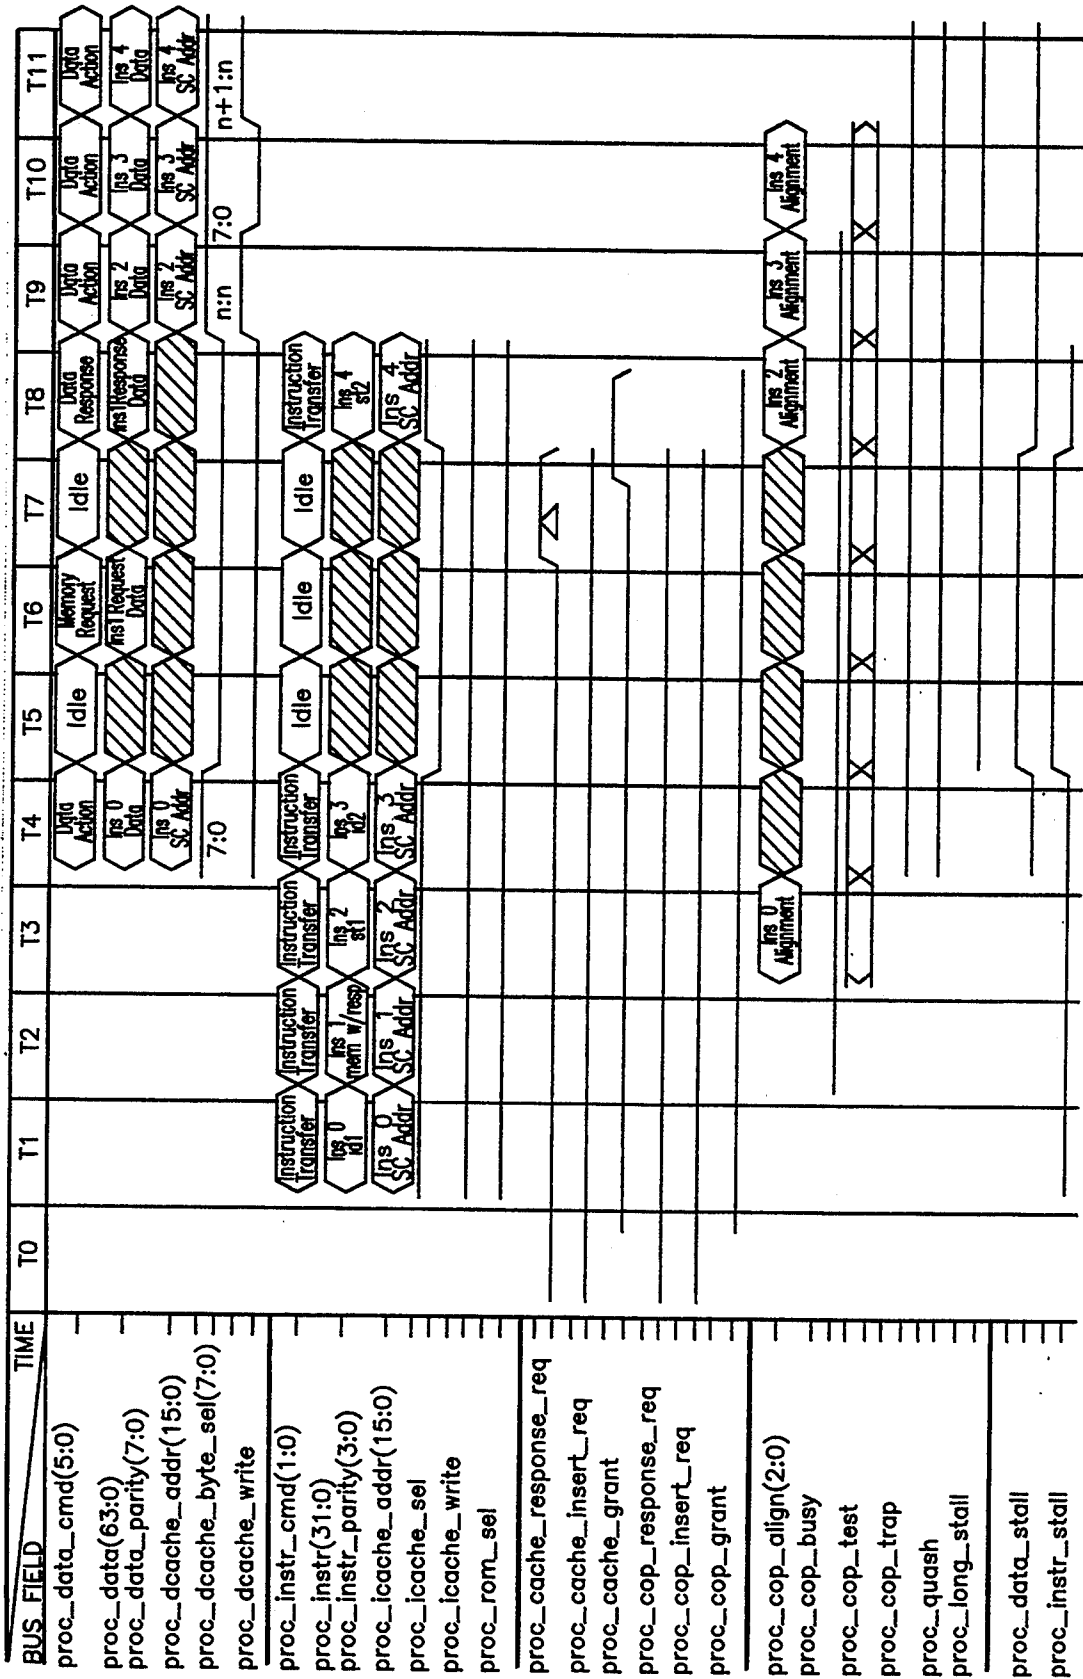 BUS FIELD TIME T0 T1 T2 T3 T4 T5 T6 T7 T8 T9 T10 T11
proc_data_cmd(5:0) Data Action Idle Memory Request Idle Data Response Data Action Data Action Data Action
proc_data(63:0) Ins 0 Data Ins1 Request Data Ins1Response Data Ins 2 Data Ins 3 Data Ins 4 Data
proc_data_parity(7:0)
proc_dcache_addr(15:0) Ins 0 SC Addr Ins 2 SC Addr Ins 3 SC Addr Ins 4 SC Addr
proc_dcache_byte_sel(7:0) 7:0 n:n 7:0 n+1:n
proc_dcache_write
proc_instr_cmd(1:0) Instruction Transfer Instruction Transfer Instruction Transfer Instruction Transfer Idle Idle Idle Instruction Transfer
proc_instr(31:0) Ins 0 ld1 Ins 1 mem w/resp Ins 2 st1 Ins 3 ld2 Ins 4 st2
proc_instr_parity(3:0)
proc_icache_addr(15:0) Ins 0 SC Addr Ins 1 SC Addr Ins 2 SC Addr Ins 3 SC Addr Ins 4 SC Addr
proc_icache_sel
proc_icache_write
proc_rom_sel
proc_cache_response_req
proc_cache_insert_req
proc_cache_grant
proc_cop_response_req
proc_cop_insert_req
proc_cop_grant
proc_cop_align(2:0) Ins 0 Alignment Ins 2 Alignment Ins 3 Alignment Ins 4 Alignment
proc_cop_busy
proc_cop_test
proc_cop_trap
proc_quash
proc_long_stall
proc_data_stall
proc_instr_stall